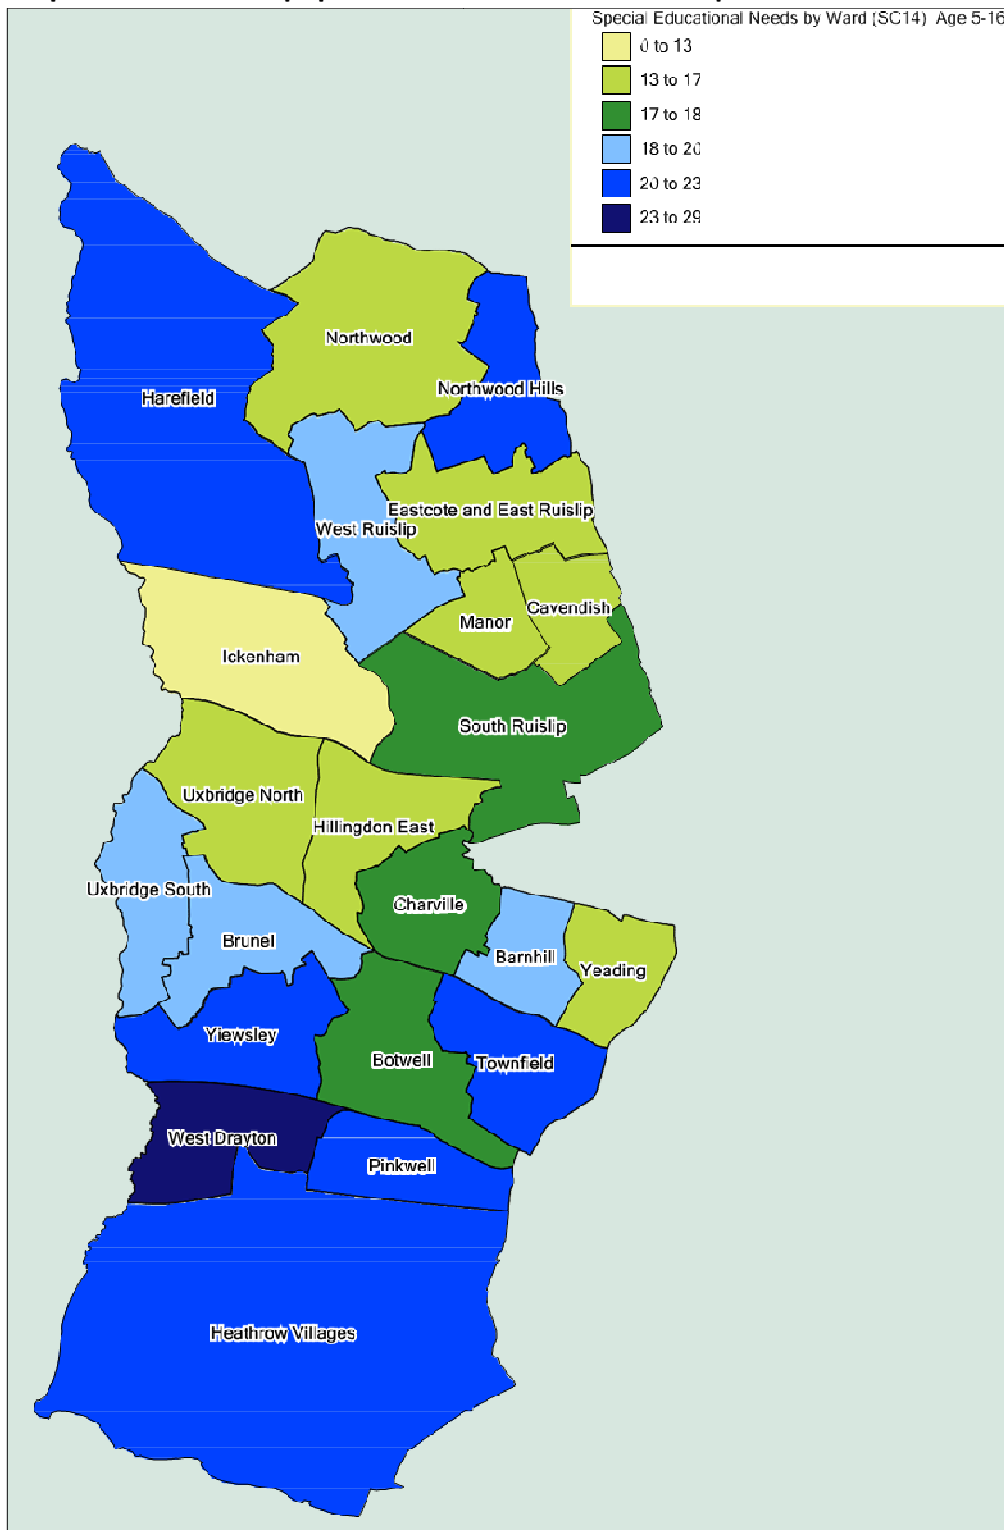 Special Educational Needs by Ward (SC14) Age 5-16
0 to 13
13 to 17
17 to 18
18 to 20
20 to 23
23 to 29
Northwood
Northwood Hills
Harefield
Eastcote and East Ruislip
West Ruislip
Cavendish
Manor
Ickenham
South Ruislip
Uxbridge North
Hillingdon East
Uxbridge South
Charville
Brunel
Barnhill
Yeading
Yiewsley
Botwell
Townfield
West Drayton
Pinkwell
Heathrow Villages